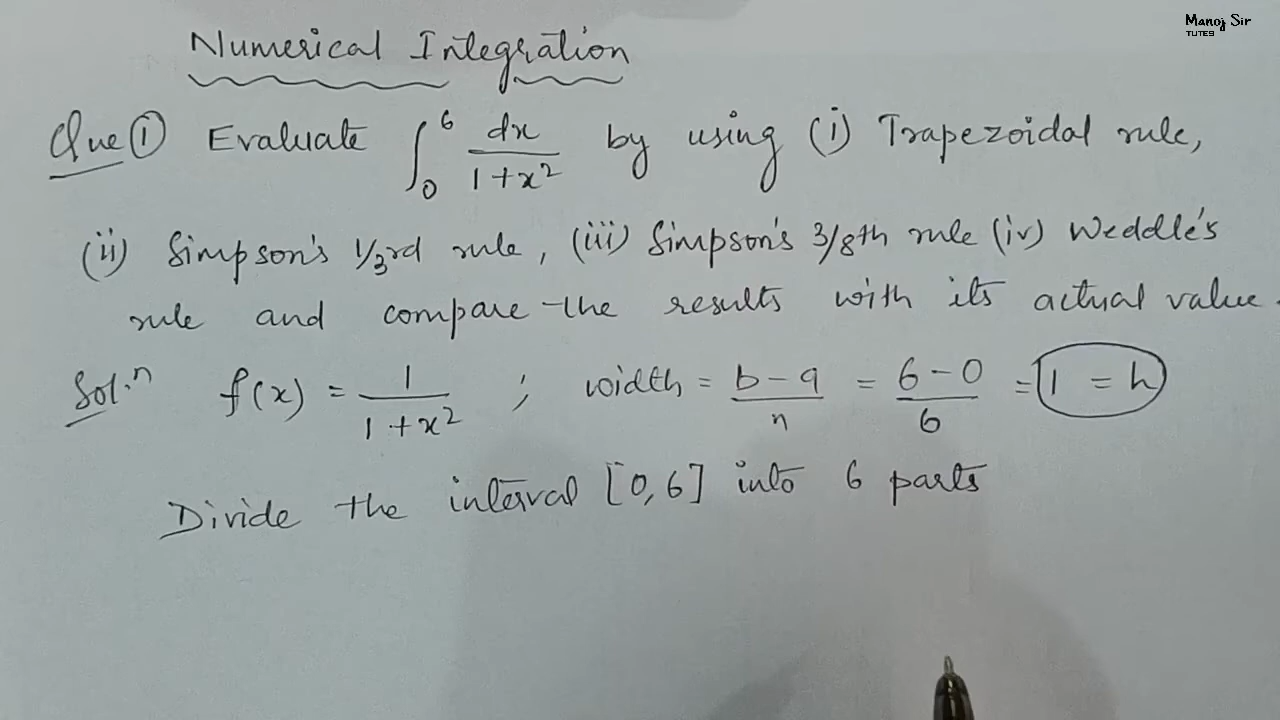 Manoj Sir
TUTES
Numerical Integration
Que ① Evaluate ∫₀⁶ dx/(1+x²) by using (i) Trapezoidal rule,
(ii) Simpson's 1/3rd rule, (iii) Simpson's 3/8th rule (iv) Weddle's
rule and compare the results with its actual value.
Sol.ⁿ f(x) = 1/(1+x²) ; width = (b-a)/n = (6-0)/6 = 1 = h
Divide the interval [0,6] into 6 parts